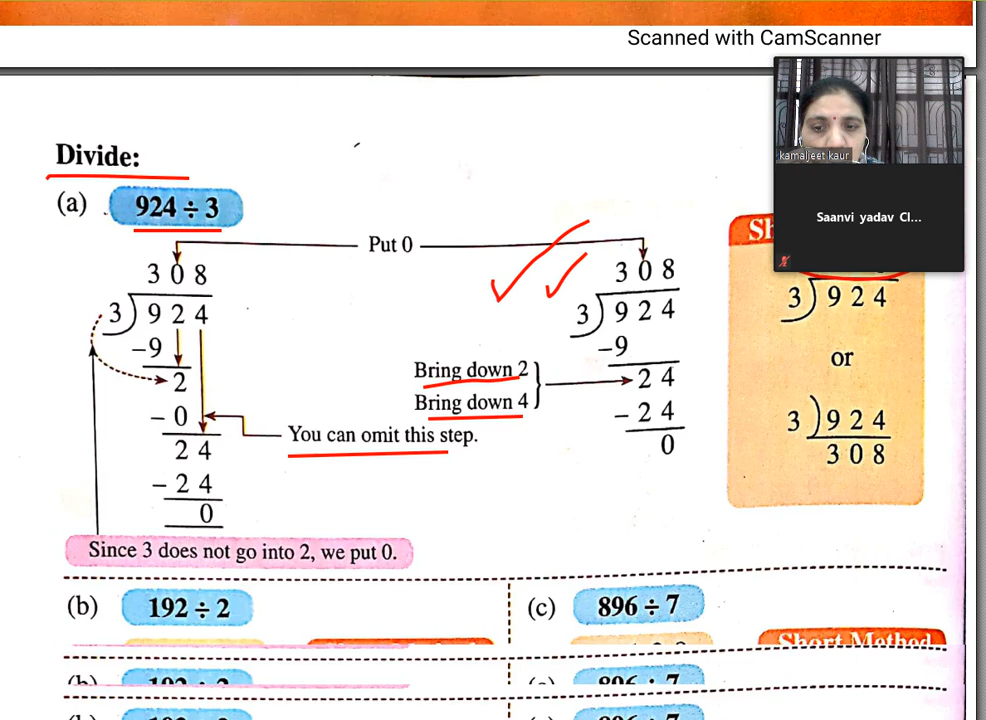 Scanned with CamScanner
kamaljeet kaur
Saanvi yadav Cl...
Divide:
(a) 924 ÷ 3
Put 0
3 0 8
3 ) 9 2 4
−9
2
− 0
2 4
− 2 4
0
You can omit this step.
Since 3 does not go into 2, we put 0.
3 0 8
3 ) 9 2 4
−9
Bring down 2
Bring down 4
2 4
− 2 4
0
3 ) 9 2 4
or
3 ) 9 2 4
3 0 8
(b) 192 ÷ 2
(c) 896 ÷ 7
Short Method